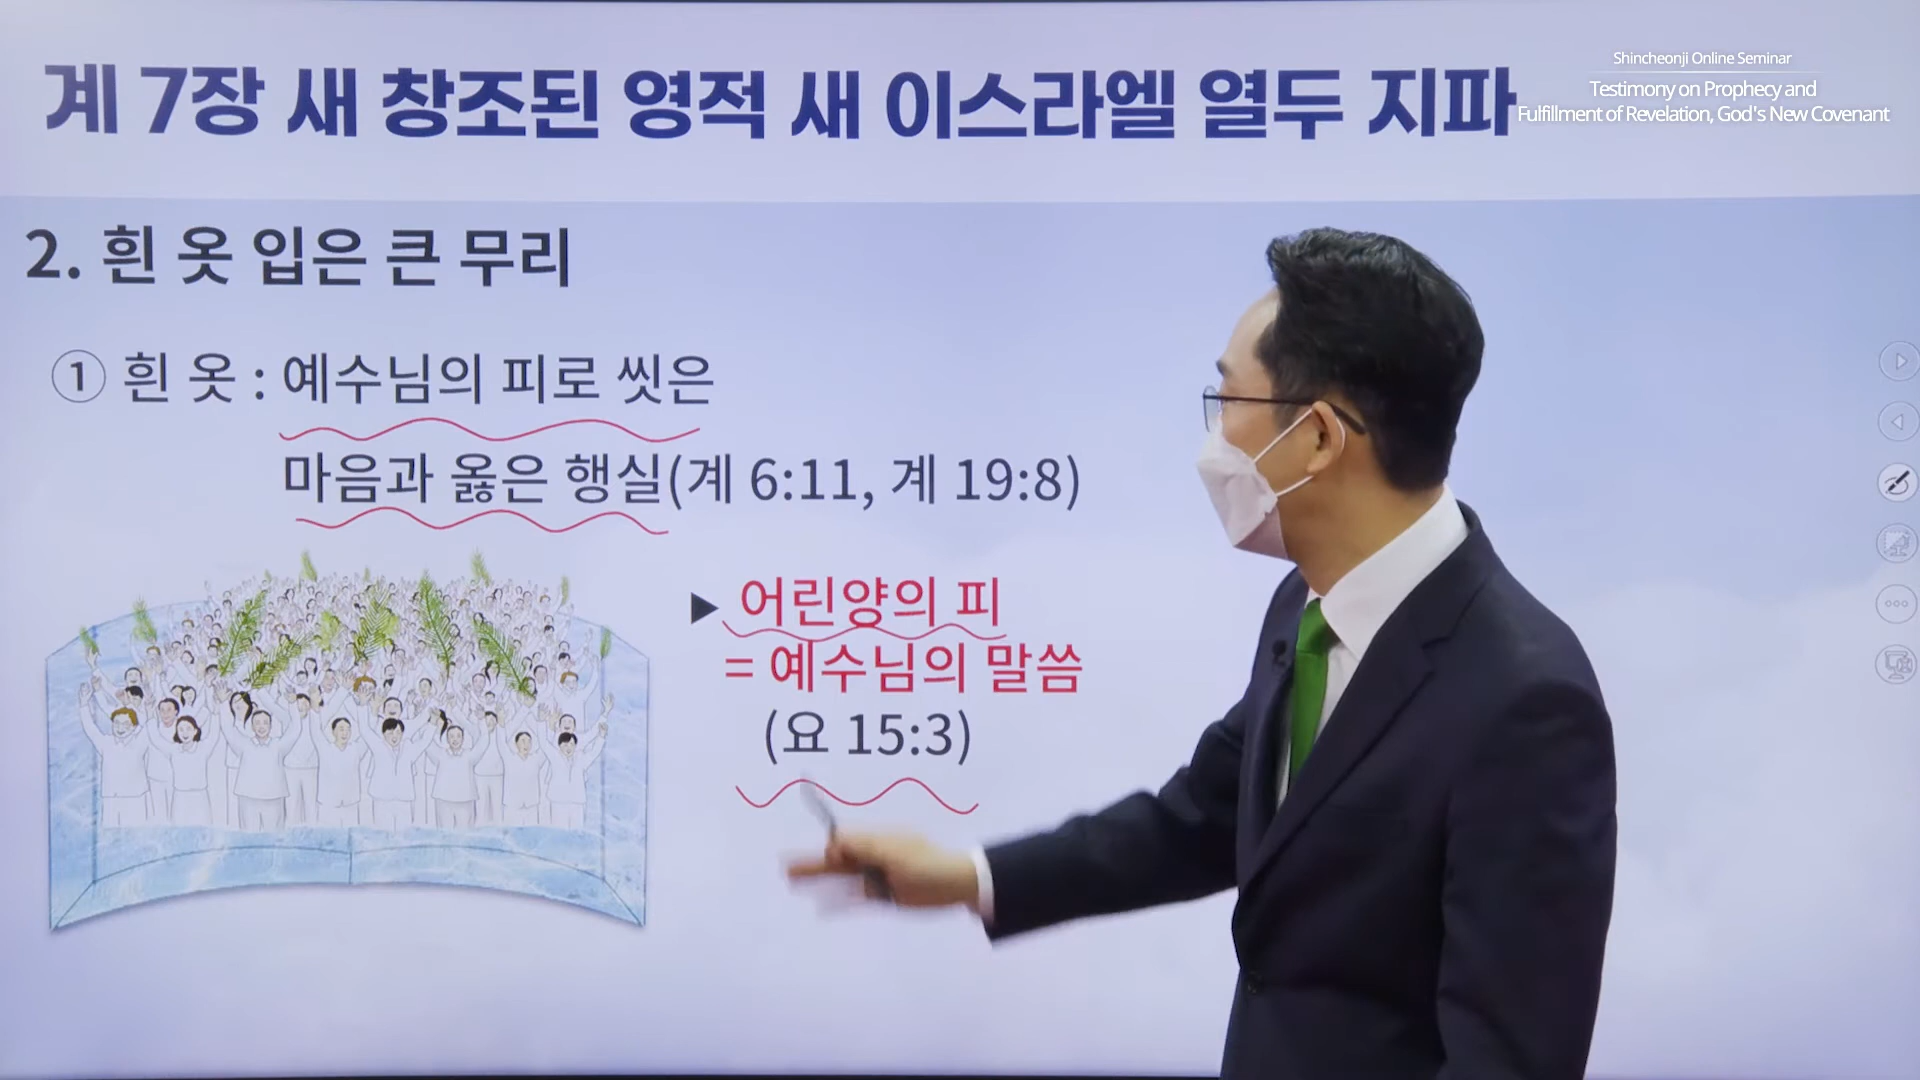 계 7장 새 창조된 영적 새 이스라엘 열두 지파
Shincheonji Online Seminar
Testimony on Prophecy and
Fulfillment of Revelation, God's New Covenant
2. 흰 옷 입은 큰 무리
① 흰 옷 : 예수님의 피로 씻은
마음과 옳은 행실(계 6:11, 계 19:8)
▶ 어린양의 피
= 예수님의 말씀
(요 15:3)